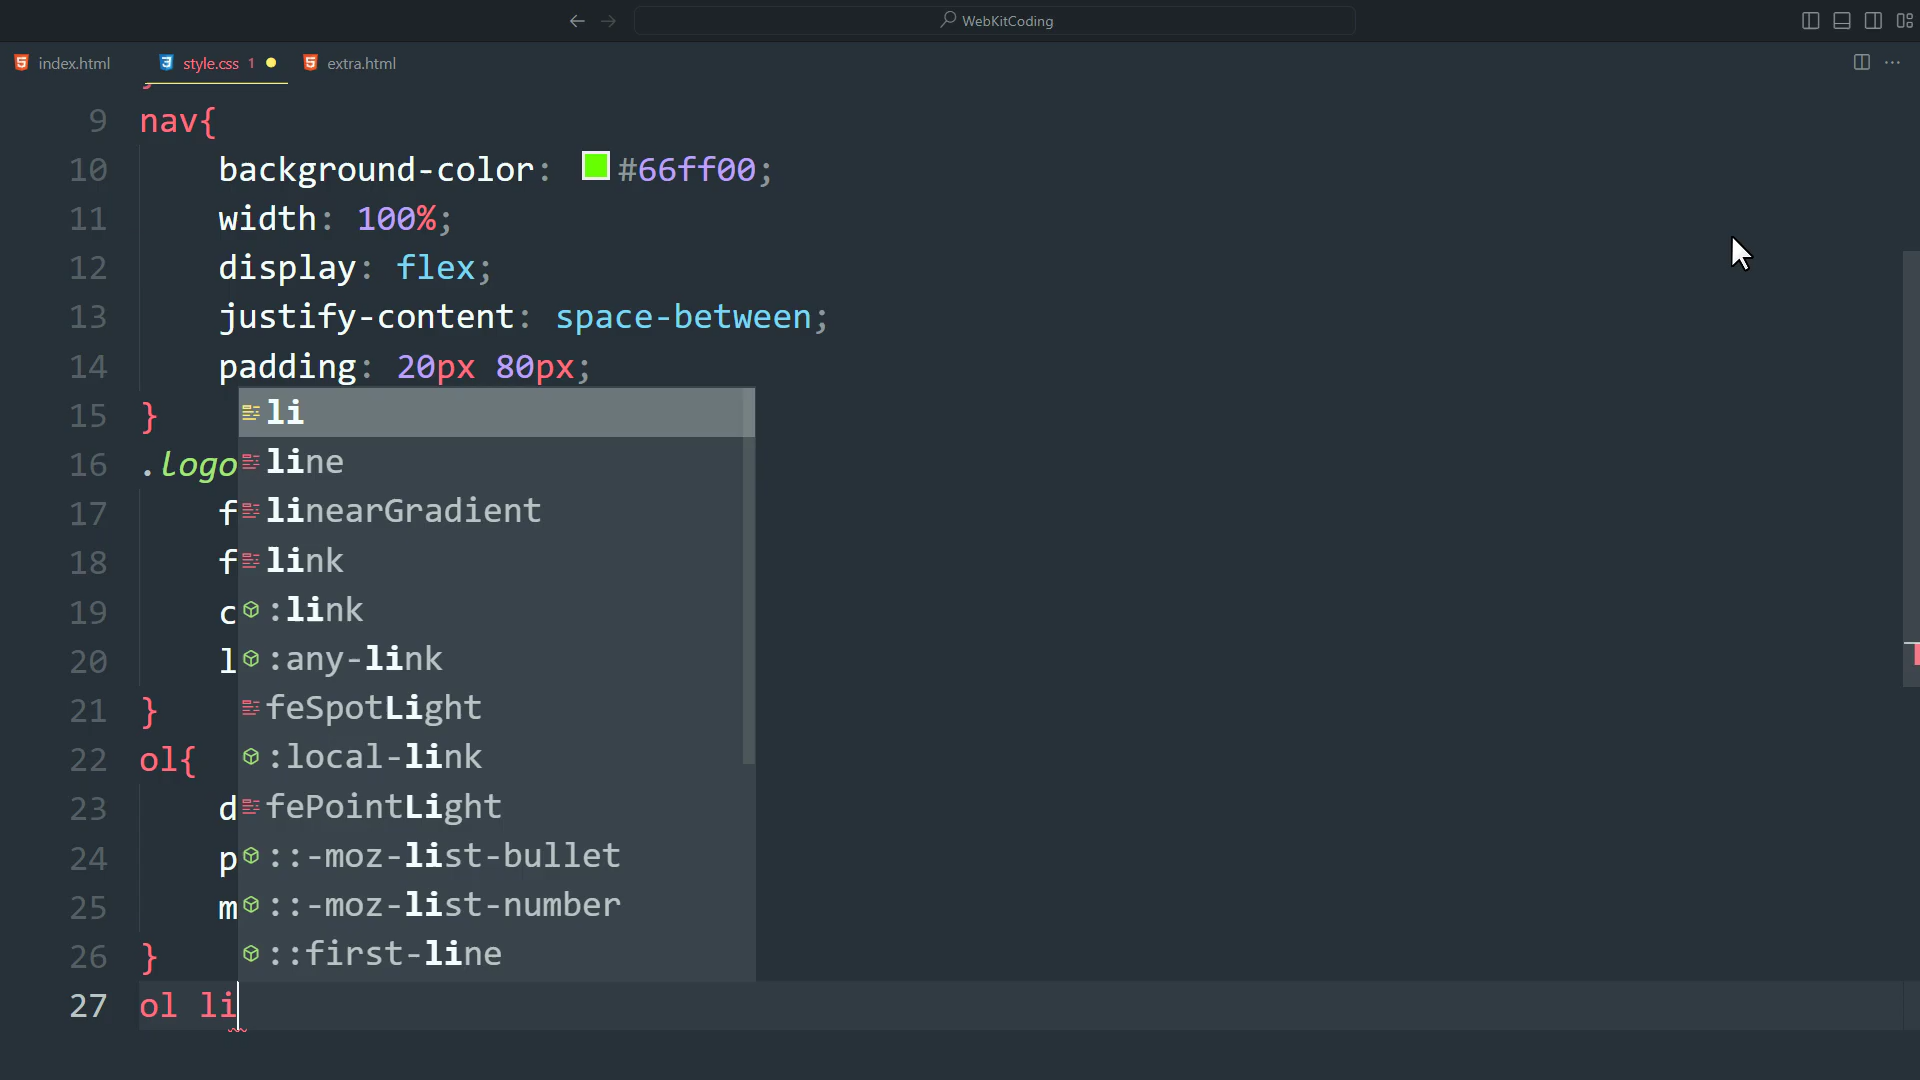 WebKitCoding
index.html style.css 1 extra.html
9 nav{
10 background-color: #66ff00;
11 width: 100%;
12 display: flex;
13 justify-content: space-between;
14 padding: 20px 80px;
15 }
16 .logo
17 f
18 f
19 c
20 l
21 }
22 ol{
23 d
24 p
25 m
26 }
27 ol li
li
line
linearGradient
link
:link
:any-link
feSpotLight
:local-link
fePointLight
::-moz-list-bullet
::-moz-list-number
::first-line